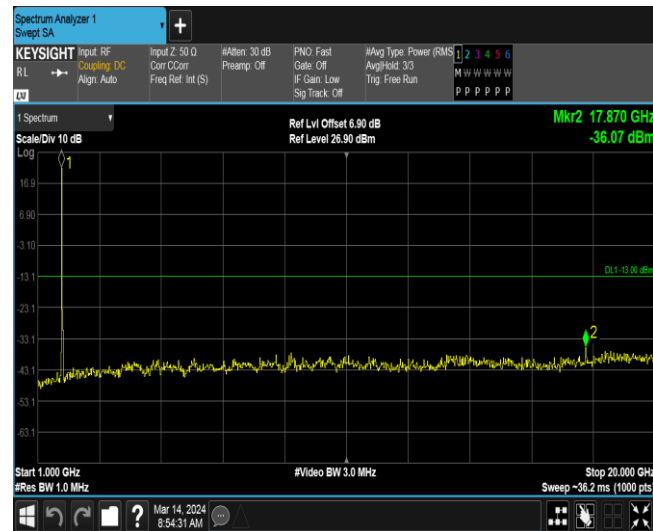 Spectrum Analyzer 1
Swept SA
+
KEYSIGHT
RL
LXI
Input: RF
Coupling: DC
Align: Auto
Input Z: 50 Ω
Corr CCorr
Freq Ref: Int (S)
#Atten: 30 dB
Preamp: Off
PNO: Fast
Gate: Off
IF Gain: Low
Sig Track: Off
#Avg Type: Power (RMS
Avg|Hold: 3/3
Trig: Free Run
1 2 3 4 5 6
M W W W W W
P P P P P P
1 Spectrum
Scale/Div 10 dB
Log
Ref Lvl Offset 6.90 dB
Ref Level 26.90 dBm
Mkr2 17.870 GHz
-36.07 dBm
1
16.9
6.90
-3.10
DL1 -13.00 dBm
-13.1
-23.1
2
-33.1
-43.1
-53.1
-63.1
Start 1.000 GHz
#Res BW 1.0 MHz
#Video BW 3.0 MHz
Stop 20.000 GHz
Sweep ~36.2 ms (1000 pts)
?
Mar 14, 2024
8:54:31 AM